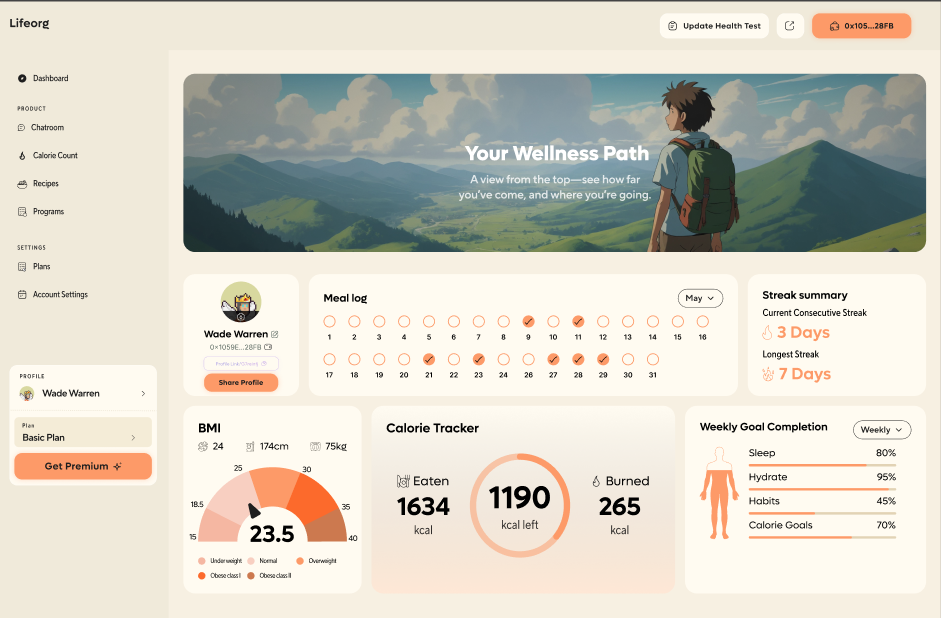 Lifeorg
Update Health Test
0x105...28FB
Dashboard
PRODUCT
Chatroom
Calorie Count
Recipes
Programs
SETTINGS
Plans
Account Settings
PROFILE
Wade Warren
Plan
Basic Plan
Get Premium
Your Wellness Path
A view from the top—see how far
you've come, and where you're going.
Wade Warren
0x1059E...28FB
Share Profile
Meal log
May
1 2 3 4 5 6 7 8 9 10 11 12 13 14 15 16
17 18 19 20 21 22 23 24 26 27 28 29 30 31
Streak summary
Current Consecutive Streak
3 Days
Longest Streak
7 Days
BMI
24 174cm 75kg
15
18.5
25
30
35
40
23.5
Underweight Normal Overweight
Obese class I Obese class II
Calorie Tracker
Eaten
1634
kcal
1190
kcal left
Burned
265
kcal
Weekly Goal Completion
Weekly
Sleep 80%
Hydrate 95%
Habits 45%
Calorie Goals 70%